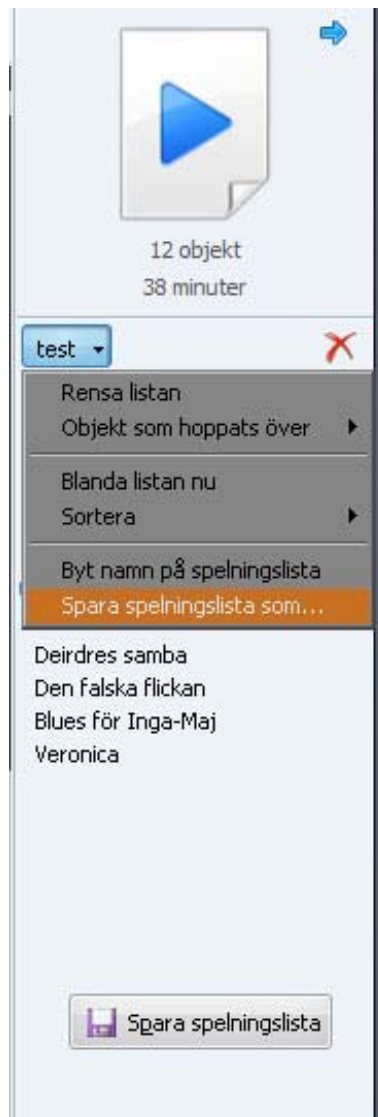 12 objekt
38 minuter
test
Rensa listan
Objekt som hoppats över
Blanda listan nu
Sortera
Byt namn på spelningslista
Spara spelningslista som...
Deirdres samba
Den falska flickan
Blues för Inga-Maj
Veronica
Spara spelningslista